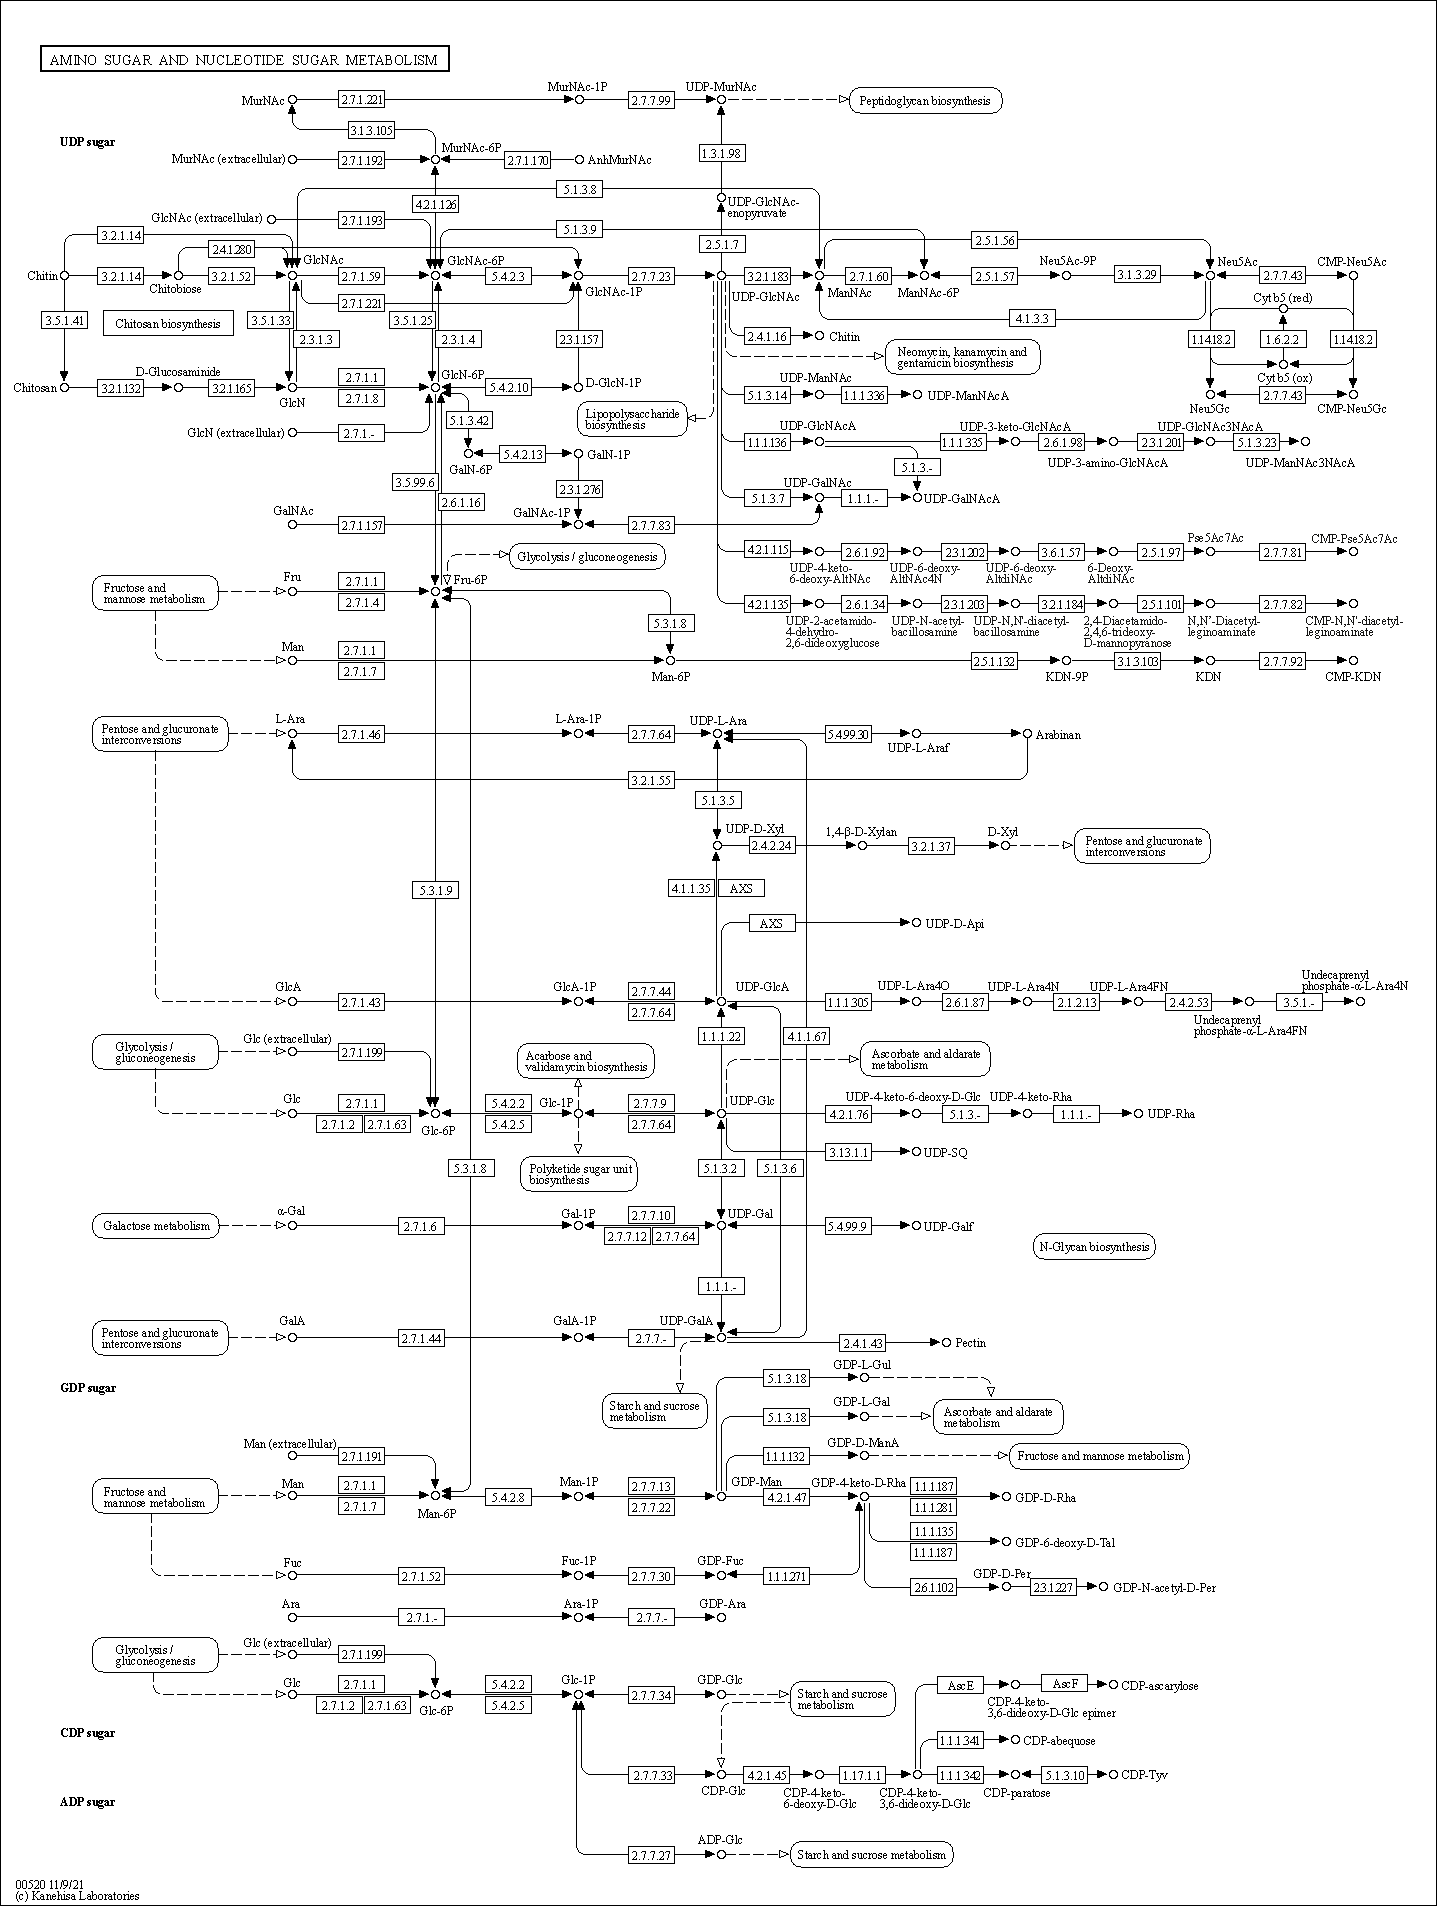 AMINO SUGAR AND NUCLEOTIDE SUGAR METABOLISM
MurNAc-1P
UDP-MurNAc
MurNAc
2.7.1.221
2.7.7.99
Peptidoglycan biosynthesis
3.1.3.105
UDP sugar
MurNAc-6P
MurNAc (extracellular)
2.7.1.192
2.7.1.170
AnhMurNAc
1.3.1.98
5.1.3.8
4.2.1.126
UDP-GlcNAc-
enopyruvate
GlcNAc (extracellular)
2.7.1.193
5.1.3.9
3.2.1.14
2.4.1.280
2.5.1.7
2.5.1.56
GlcNAc
GlcNAc-6P
Neu5Ac-9P
Neu5Ac
CMP-Neu5Ac
Chitin
3.2.1.14
3.2.1.52
2.7.1.59
5.4.2.3
2.7.7.23
3.2.1.183
2.7.1.60
2.5.1.57
3.1.3.29
2.7.7.43
Chitobiose
GlcNAc-1P
UDP-GlcNAc
ManNAc
ManNAc-6P
2.7.1.221
Cyt b5 (red)
3.5.1.41
Chitosan biosynthesis
3.5.1.33
3.5.1.25
4.1.3.3
2.3.1.3
2.3.1.4
2.3.1.157
2.4.1.16
Chitin
1.14.18.2
1.6.2.2
1.14.18.2
Neomycin, kanamycin and
gentamicin biosynthesis
D-Glucosaminide
2.7.1.1
GlcN-6P
UDP-ManNAc
Cyt b5 (ox)
Chitosan
3.2.1.132
3.2.1.165
GlcN
2.7.1.8
5.4.2.10
D-GlcN-1P
5.1.3.14
1.1.1.336
UDP-ManNAcA
2.7.7.43
Neu5Gc
CMP-Neu5Gc
Lipopolysaccharide
biosynthesis
5.1.3.42
GlcN (extracellular)
2.7.1.-
UDP-GlcNAcA
UDP-3-keto-GlcNAcA
UDP-GlcNAc3NAcA
1.1.1.136
1.1.1.335
2.6.1.98
2.3.1.201
5.1.3.23
GalN-6P
5.4.2.13
GalN-1P
5.1.3.-
UDP-3-amino-GlcNAcA
UDP-ManNAc3NAcA
3.5.99.6
2.6.1.16
2.3.1.276
UDP-GalNAc
5.1.3.7
1.1.1.-
UDP-GalNAcA
GalNAc
2.7.1.157
GalNAc-1P
2.7.7.83
Glycolysis / gluconeogenesis
Pse5Ac7Ac
CMP-Pse5Ac7Ac
4.2.1.115
2.6.1.92
2.3.1.202
3.6.1.57
2.5.1.97
2.7.7.81
UDP-4-keto-
6-deoxy-AltNAc
UDP-6-deoxy-
AltNAc4N
UDP-6-deoxy-
AltdiNAc
6-Deoxy-
AltdiNAc
Fructose and
mannose metabolism
Fru
2.7.1.1
2.7.1.4
Fru-6P
4.2.1.135
2.6.1.34
2.3.1.203
3.2.1.184
2.5.1.101
2.7.7.82
UDP-2-acetamido-
4-dehydro-
2,6-dideoxyglucose
UDP-N-acetyl-
bacillosamine
UDP-N,N'-diacetyl-
bacillosamine
2,4-Diacetamido-
2,4,6-trideoxy-
D-mannopyranose
N,N'-Diacetyl-
leginoaminate
CMP-N,N'-diacetyl-
leginoaminate
5.3.1.8
Man
2.7.1.1
2.7.1.7
Man-6P
2.5.1.132
KDN-9P
3.1.3.103
KDN
2.7.7.92
CMP-KDN
Pentose and glucuronate
interconversions
L-Ara
2.7.1.46
L-Ara-1P
2.7.7.64
UDP-L-Ara
5.4.99.30
UDP-L-Araf
Arabinan
3.2.1.55
5.1.3.5
UDP-D-Xyl
2.4.2.24
1,4-β-D-Xylan
3.2.1.37
D-Xyl
Pentose and glucuronate
interconversions
5.3.1.9
4.1.1.35
AXS
AXS
UDP-D-Api
GlcA
2.7.1.43
GlcA-1P
2.7.7.44
2.7.7.64
UDP-GlcA
1.1.1.305
UDP-L-Ara4O
2.6.1.87
UDP-L-Ara4N
2.1.2.13
UDP-L-Ara4FN
2.4.2.53
Undecaprenyl
phosphate-α-L-Ara4FN
3.5.1.-
Undecaprenyl
phosphate-α-L-Ara4N
1.1.1.22
4.1.1.67
Glycolysis /
gluconeogenesis
Glc (extracellular)
2.7.1.199
Acarbose and
validamycin biosynthesis
Ascorbate and aldarate
metabolism
Glc
2.7.1.1
2.7.1.2
2.7.1.63
Glc-6P
5.4.2.2
5.4.2.5
Glc-1P
2.7.7.9
2.7.7.64
UDP-Glc
4.2.1.76
UDP-4-keto-6-deoxy-D-Glc
5.1.3.-
UDP-4-keto-Rha
1.1.1.-
UDP-Rha
3.13.1.1
UDP-SQ
5.3.1.8
Polyketide sugar unit
biosynthesis
5.1.3.2
5.1.3.6
Galactose metabolism
α-Gal
2.7.1.6
Gal-1P
2.7.7.10
2.7.7.12
2.7.7.64
UDP-Gal
5.4.99.9
UDP-Galf
N-Glycan biosynthesis
1.1.1.-
Pentose and glucuronate
interconversions
GalA
2.7.1.44
GalA-1P
2.7.7.-
UDP-GalA
2.4.1.43
Pectin
GDP sugar
Starch and sucrose
metabolism
5.1.3.18
GDP-L-Gul
5.1.3.18
GDP-L-Gal
Ascorbate and aldarate
metabolism
Man (extracellular)
2.7.1.191
1.1.1.132
GDP-D-ManA
Fructose and mannose metabolism
Fructose and
mannose metabolism
Man
2.7.1.1
2.7.1.7
Man-6P
5.4.2.8
Man-1P
2.7.7.13
2.7.7.22
GDP-Man
4.2.1.47
GDP-4-keto-D-Rha
1.1.1.187
1.1.1.281
GDP-D-Rha
1.1.1.135
1.1.1.187
GDP-6-deoxy-D-Tal
Fuc
2.7.1.52
Fuc-1P
2.7.7.30
GDP-Fuc
1.1.1.271
2.6.1.102
GDP-D-Per
2.3.1.227
GDP-N-acetyl-D-Per
Ara
2.7.1.-
Ara-1P
2.7.7.-
GDP-Ara
Glycolysis /
gluconeogenesis
Glc (extracellular)
2.7.1.199
Glc
2.7.1.1
2.7.1.2
2.7.1.63
Glc-6P
5.4.2.2
5.4.2.5
Glc-1P
2.7.7.34
GDP-Glc
Starch and sucrose
metabolism
AscE
CDP-4-keto-
3,6-dideoxy-D-Glc epimer
AscF
CDP-ascarylose
CDP sugar
1.1.1.341
CDP-abequose
2.7.7.33
CDP-Glc
4.2.1.45
CDP-4-keto-
6-deoxy-D-Glc
1.17.1.1
CDP-4-keto-
3,6-dideoxy-D-Glc
1.1.1.342
CDP-paratose
5.1.3.10
CDP-Tyv
ADP sugar
2.7.7.27
ADP-Glc
Starch and sucrose metabolism
00520 11/9/21
(c) Kanehisa Laboratories